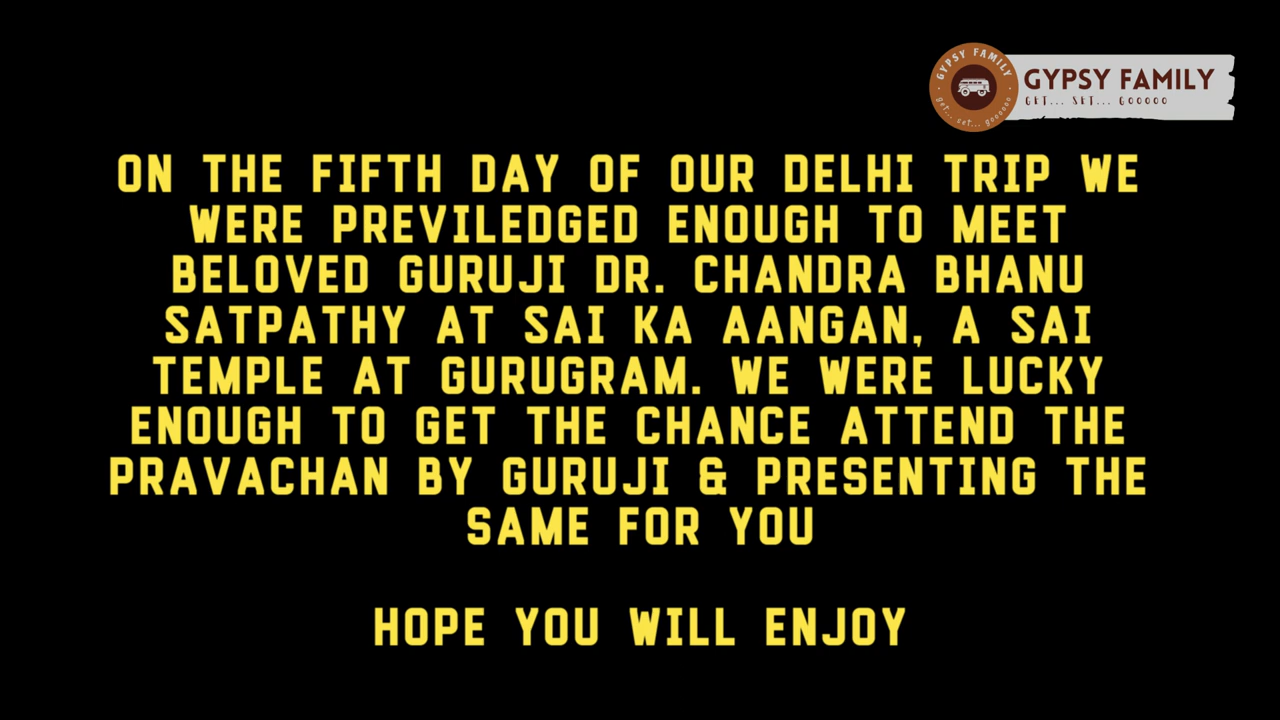 GYPSY FAMILY
get... set... goooooo
GYPSY FAMILY
GET... SET... GOOOOO
ON THE FIFTH DAY OF OUR DELHI TRIP WE
WERE PREVILEDGED ENOUGH TO MEET
BELOVED GURUJI DR. CHANDRA BHANU
SATPATHY AT SAI KA AANGAN, A SAI
TEMPLE AT GURUGRAM. WE WERE LUCKY
ENOUGH TO GET THE CHANCE ATTEND THE
PRAVACHAN BY GURUJI & PRESENTING THE
SAME FOR YOU
HOPE YOU WILL ENJOY